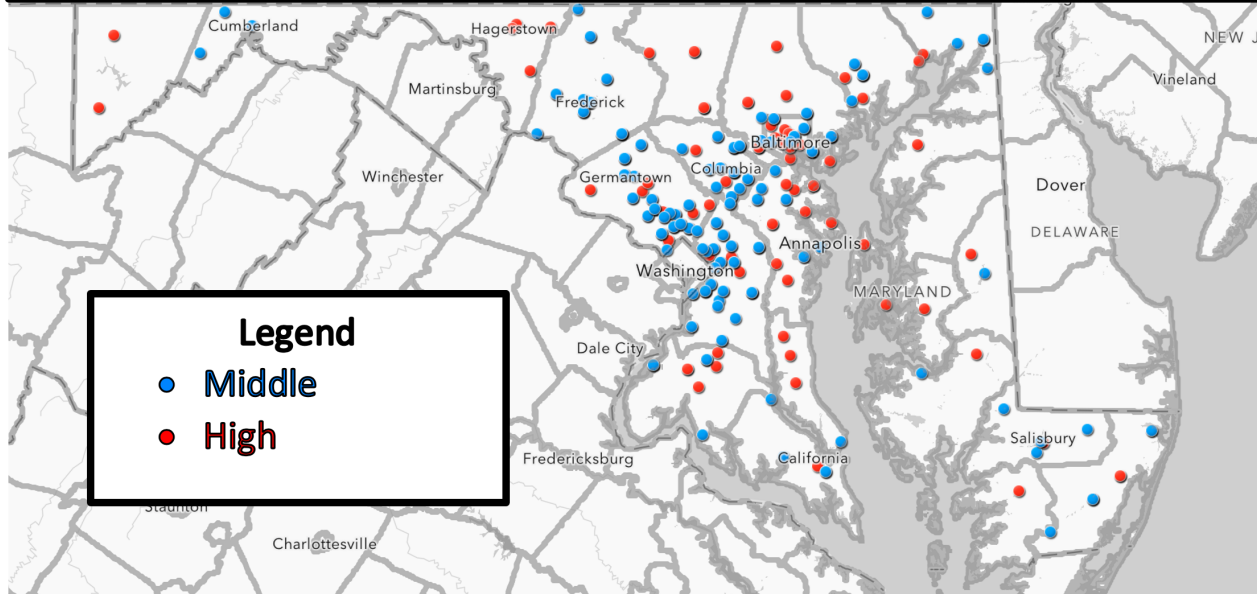 Cumberland
Hagerstown
NEW J
Vineland
Martinsburg
Frederick
Baltimore
Columbia
Germantown
Winchester
Dover
DELAWARE
Annapolis
Washington
MARYLAND
Legend
Middle
High
Dale City
Salisbury
California
Fredericksburg
Staunton
Charlottesville